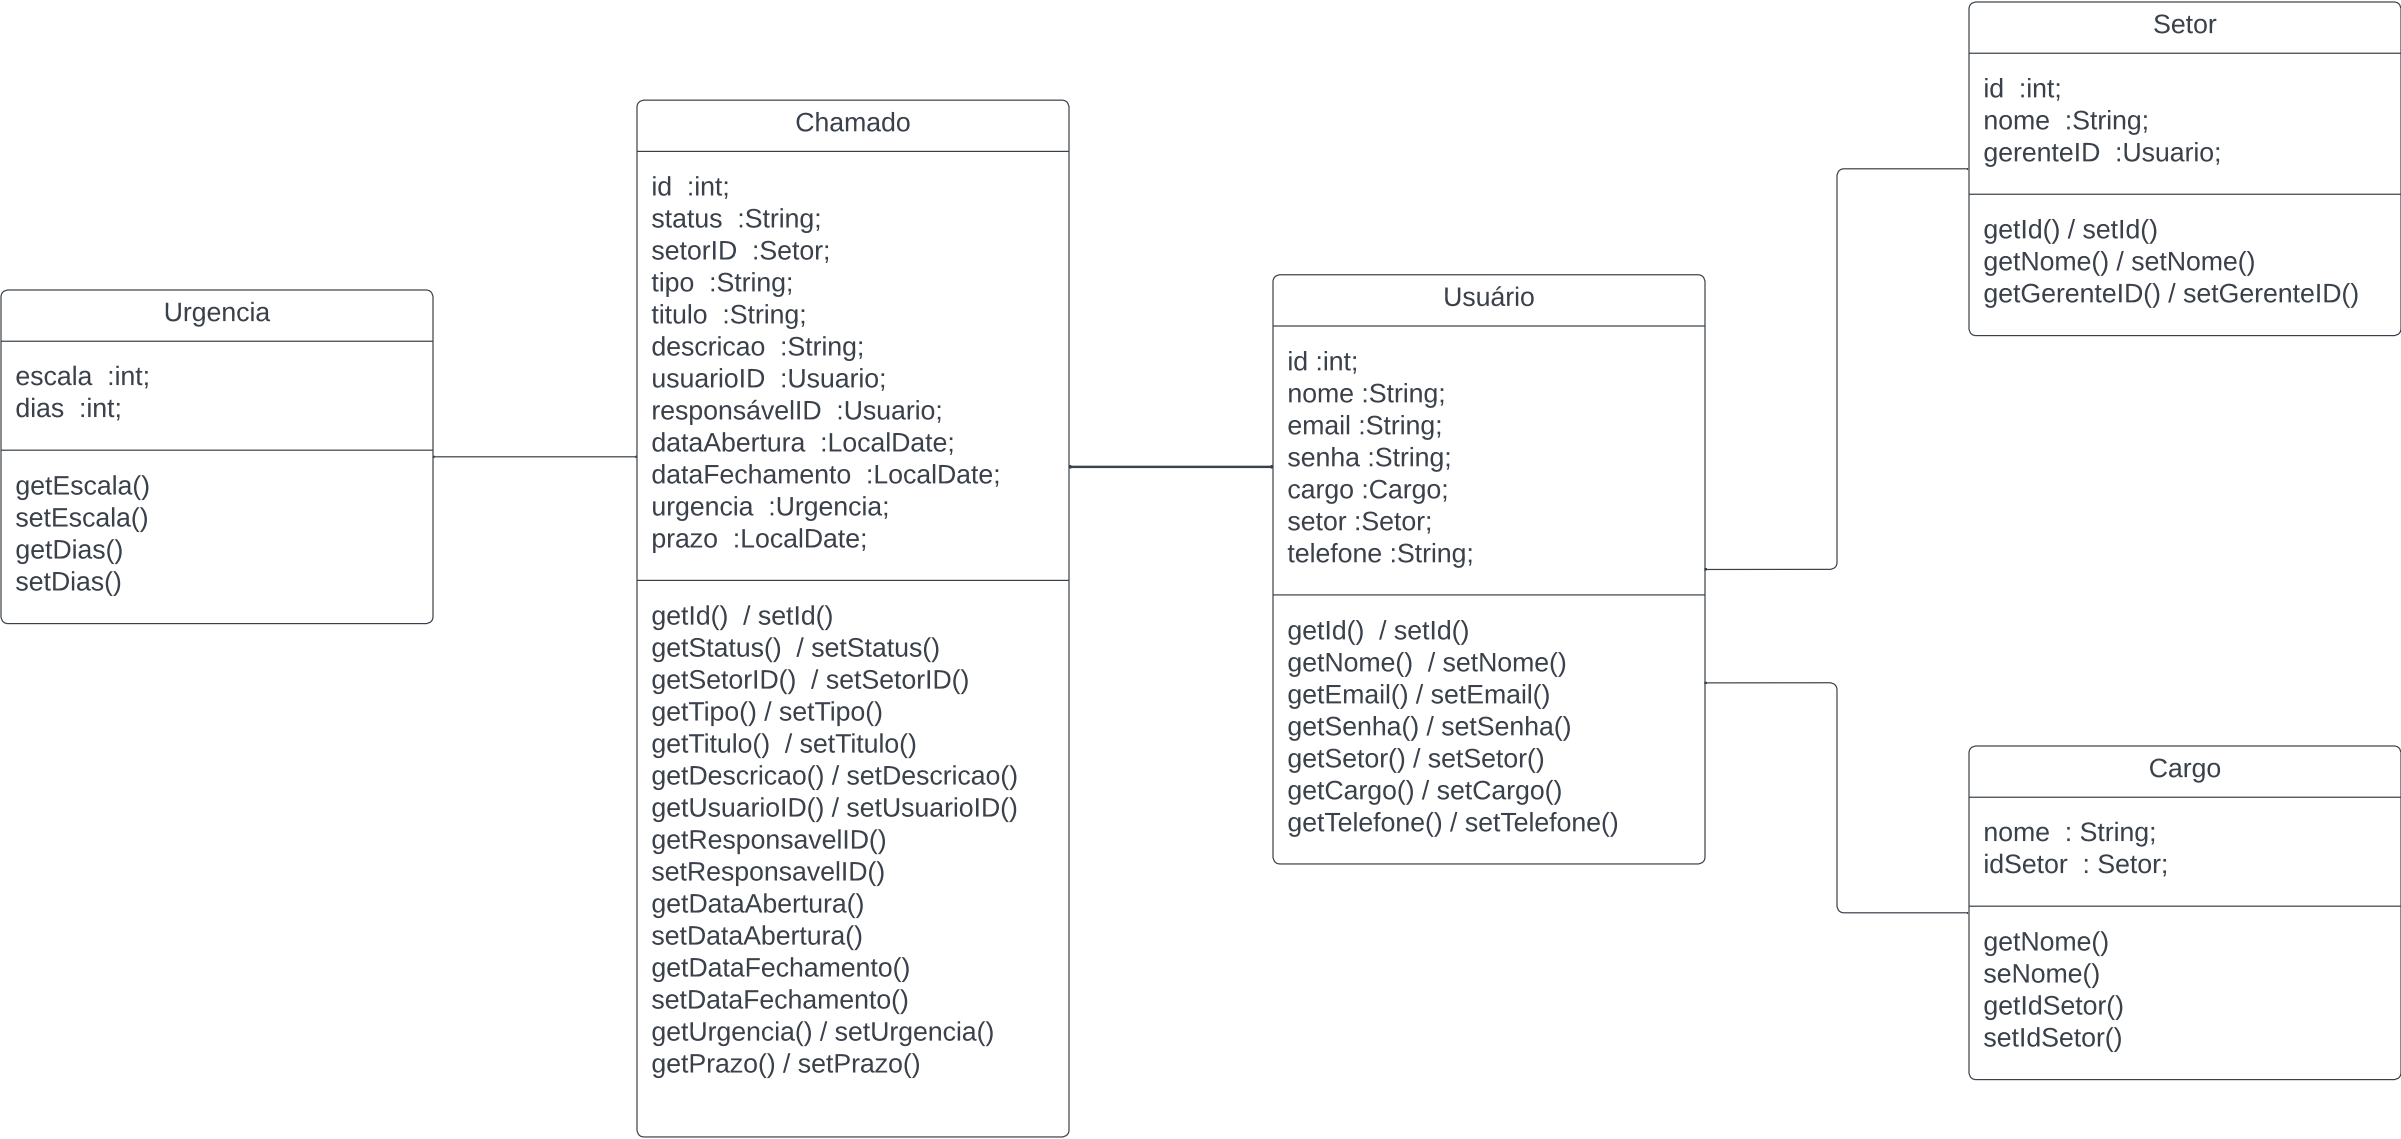 Urgencia
escala  :int;
dias  :int;
getEscala()
setEscala()
getDias()
setDias()
Chamado
id  :int;
status  :String;
setorID  :Setor;
tipo  :String;
titulo  :String;
descricao  :String;
usuarioID  :Usuario;
responsávelID  :Usuario;
dataAbertura  :LocalDate;
dataFechamento  :LocalDate;
urgencia  :Urgencia;
prazo  :LocalDate;
getId()  / setId()
getStatus()  / setStatus()
getSetorID()  / setSetorID()
getTipo() / setTipo()
getTitulo()  / setTitulo()
getDescricao() / setDescricao()
getUsuarioID() / setUsuarioID()
getResponsavelID()
setResponsavelID()
getDataAbertura()
setDataAbertura()
getDataFechamento()
setDataFechamento()
getUrgencia() / setUrgencia()
getPrazo() / setPrazo()
Usuário
id :int;
nome :String;
email :String;
senha :String;
cargo :Cargo;
setor :Setor;
telefone :String;
getId()  / setId()
getNome()  / setNome()
getEmail() / setEmail()
getSenha() / setSenha()
getSetor() / setSetor()
getCargo() / setCargo()
getTelefone() / setTelefone()
Setor
id  :int;
nome  :String;
gerenteID  :Usuario;
getId() / setId()
getNome() / setNome()
getGerenteID() / setGerenteID()
Cargo
nome  : String;
idSetor  : Setor;
getNome()
seNome()
getIdSetor()
setIdSetor()